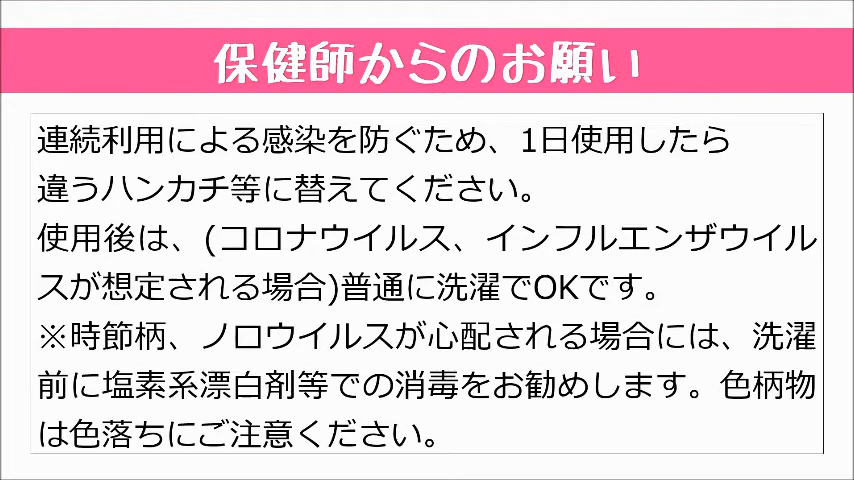 保健師からのお願い
連続利用による感染を防ぐため、1日使用したら
違うハンカチ等に替えてください。
使用後は、(コロナウイルス、インフルエンザウイル
スが想定される場合)普通に洗濯でOKです。
※時節柄、ノロウイルスが心配される場合には、洗濯
前に塩素系漂白剤等での消毒をお勧めします。色柄物
は色落ちにご注意ください。